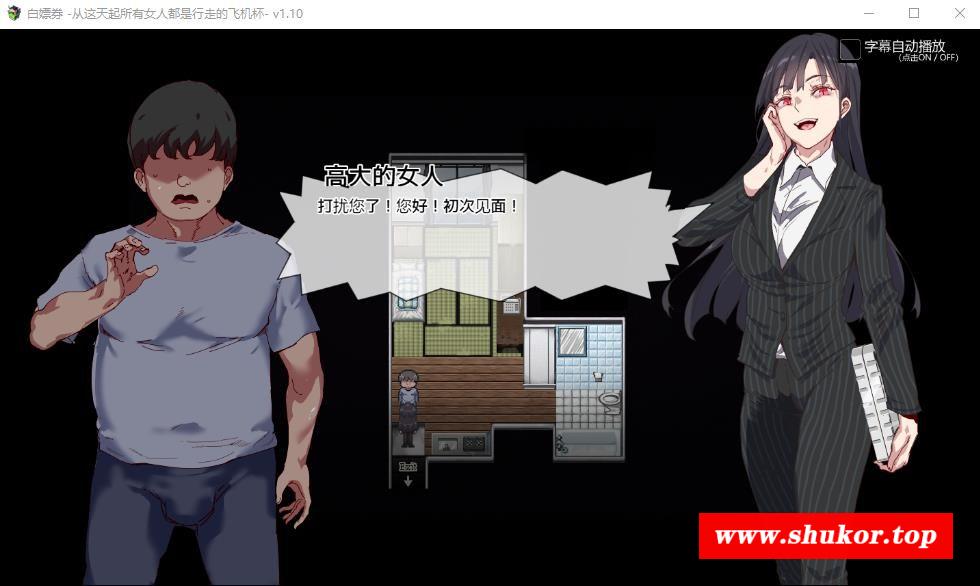 白嫖券 -从这天起所有女人都是行走的飞机杯- v1.10
字幕自动播放
(点击ON / OFF)
高大的女人
打扰您了！您好！初次见面！
Exit
www.shukor.top